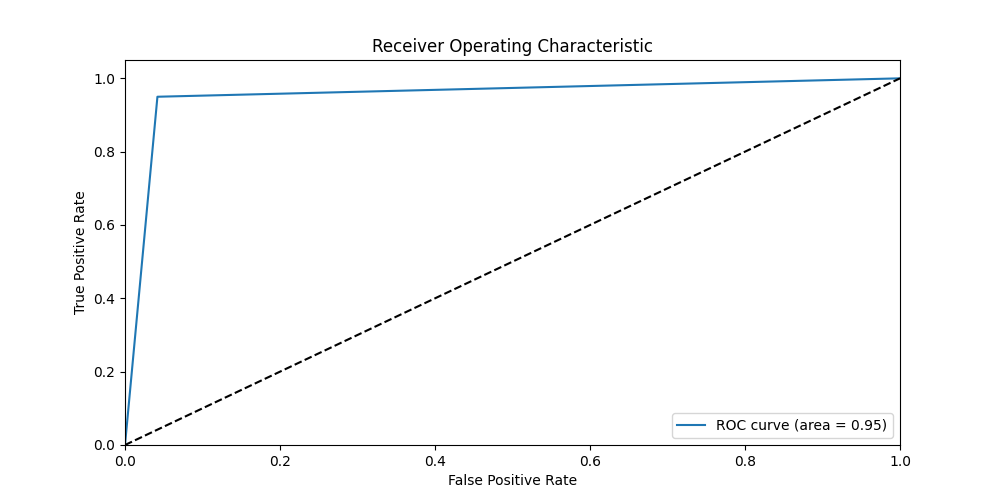 Receiver Operating Characteristic
1.0
0.8
0.6
0.4
0.2
0.0
True Positive Rate
ROC curve (area = 0.95)
0.0 0.2 0.4 0.6 0.8 1.0
False Positive Rate